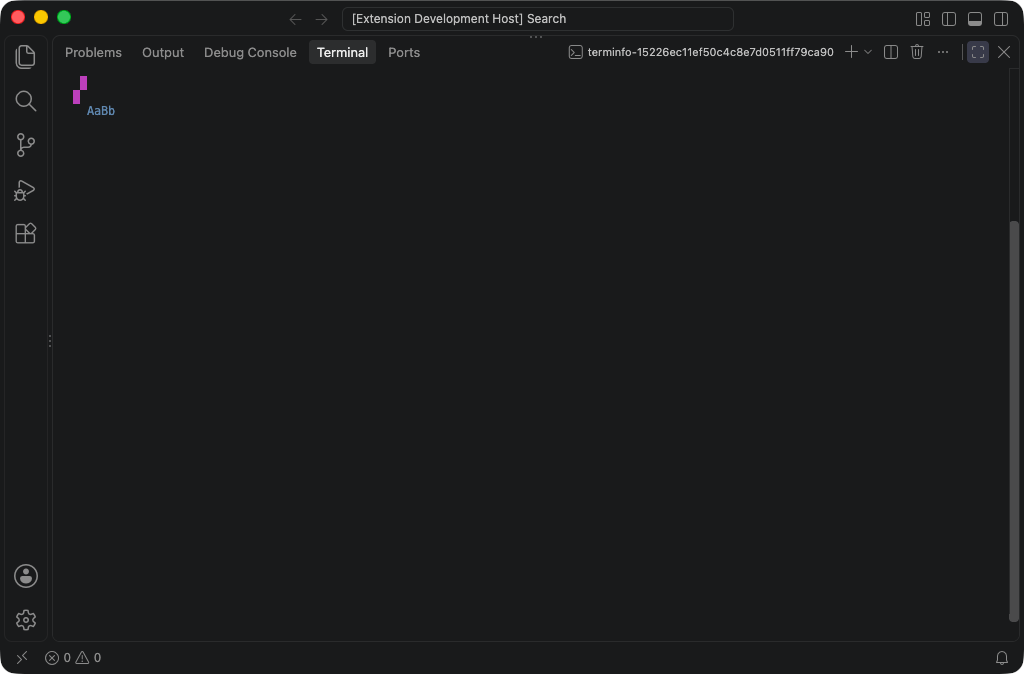 [Extension Development Host] Search
Problems Output Debug Console Terminal Ports terminfo-15226ec11ef50c4c8e7d0511ff79ca90
AaBb
0 0